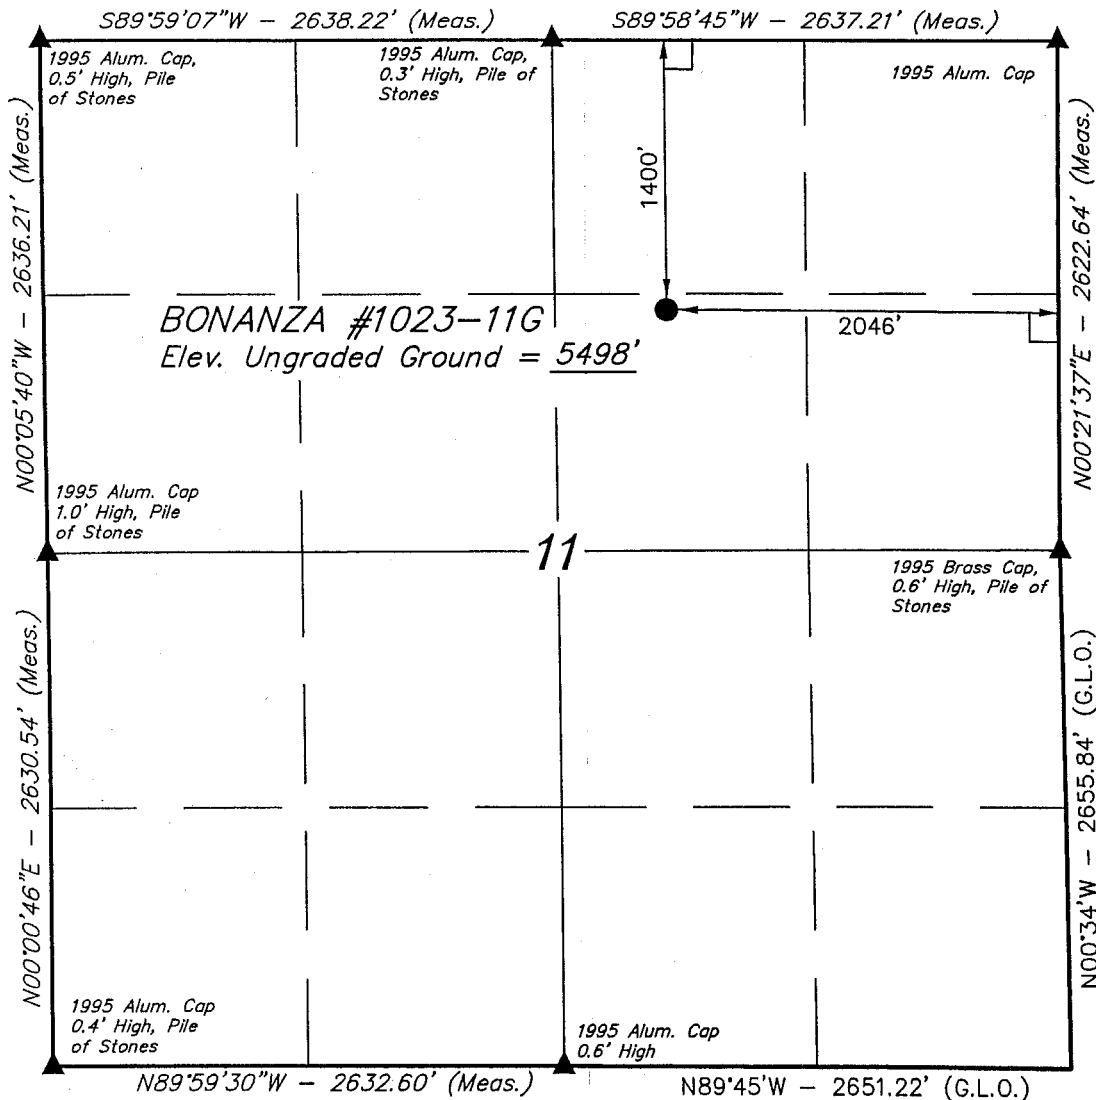 S89°59'07"W – 2638.22' (Meas.)
S89°58'45"W – 2637.21' (Meas.)
1995 Alum. Cap,
0.5' High, Pile
of Stones
1995 Alum. Cap,
0.3' High, Pile of
Stones
1995 Alum. Cap
N00°05'40"W – 2636.21' (Meas.)
1400'
N00°21'37"E – 2622.64' (Meas.)
BONANZA #1023–11G
Elev. Ungraded Ground = 5498'
2046'
1995 Alum. Cap
1.0' High, Pile
of Stones
11
1995 Brass Cap,
0.6' High, Pile of
Stones
N00°00'46"E – 2630.54' (Meas.)
N00°34'W – 2655.84' (G.L.O.)
1995 Alum. Cap
0.4' High, Pile
of Stones
1995 Alum. Cap
0.6' High
N89°59'30"W – 2632.60' (Meas.)
N89°45'W – 2651.22' (G.L.O.)